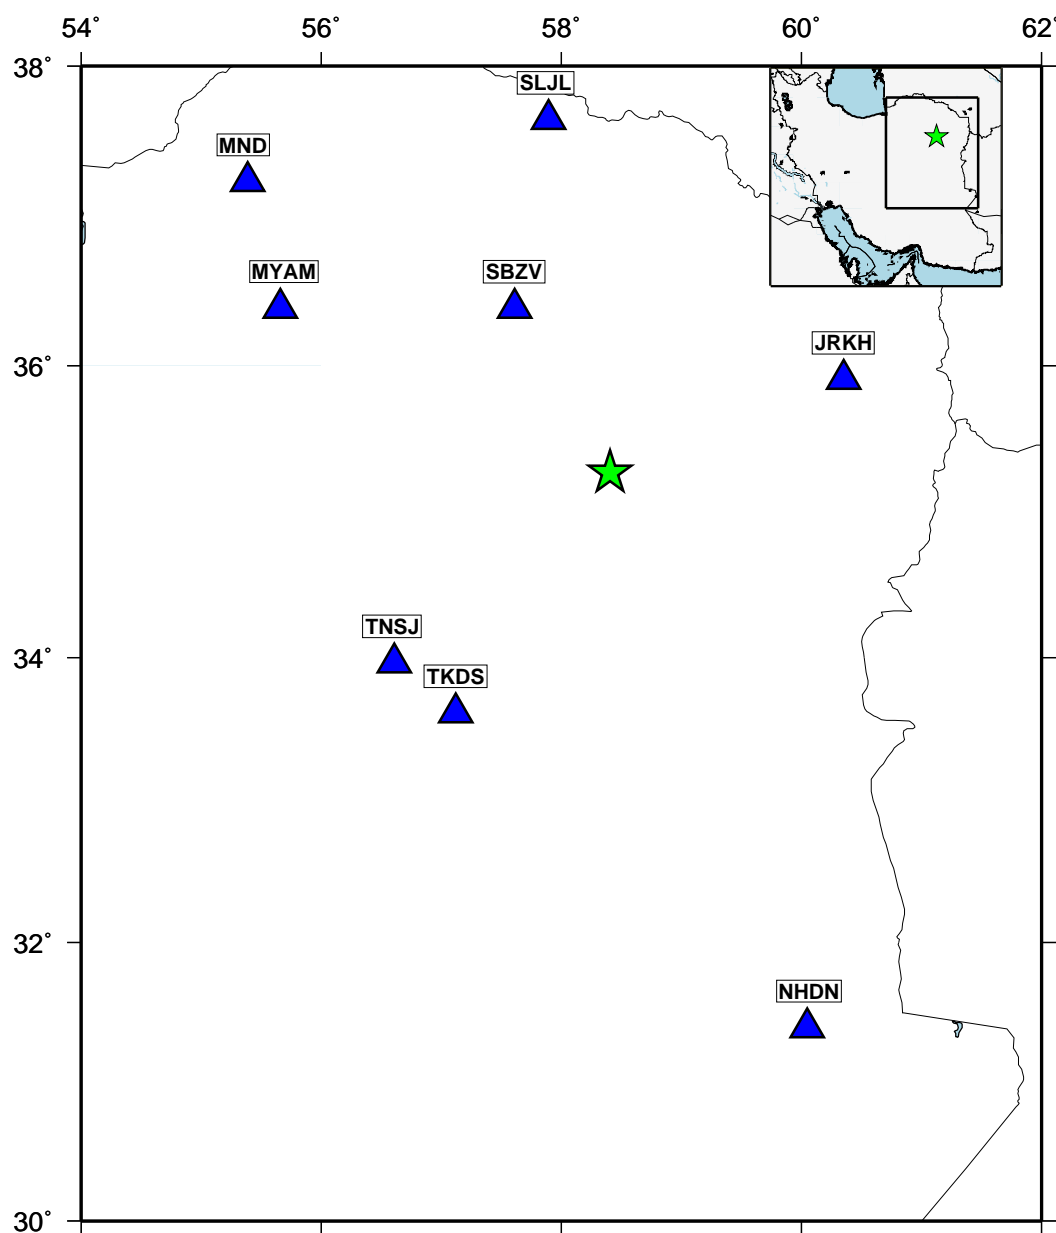 54˚ 56˚ 58˚ 60˚ 62˚
38˚
SLJL
MND
MYAM SBZV
JRKH
36˚
TNSJ
34˚
TKDS
32˚
NHDN
30˚